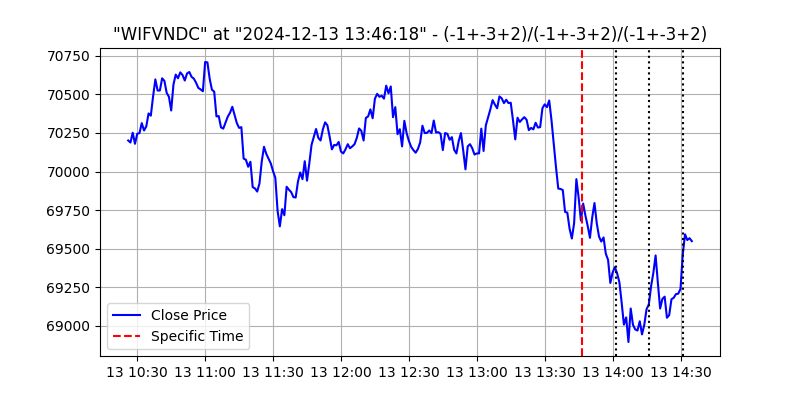 "WIFVNDC" at "2024-12-13 13:46:18" - (-1+-3+2)/(-1+-3+2)/(-1+-3+2)
70750
70500
70250
70000
69750
69500
69250
69000
Close Price
Specific Time
13 10:30 13 11:00 13 11:30 13 12:00 13 12:30 13 13:00 13 13:30 13 14:00 13 14:30